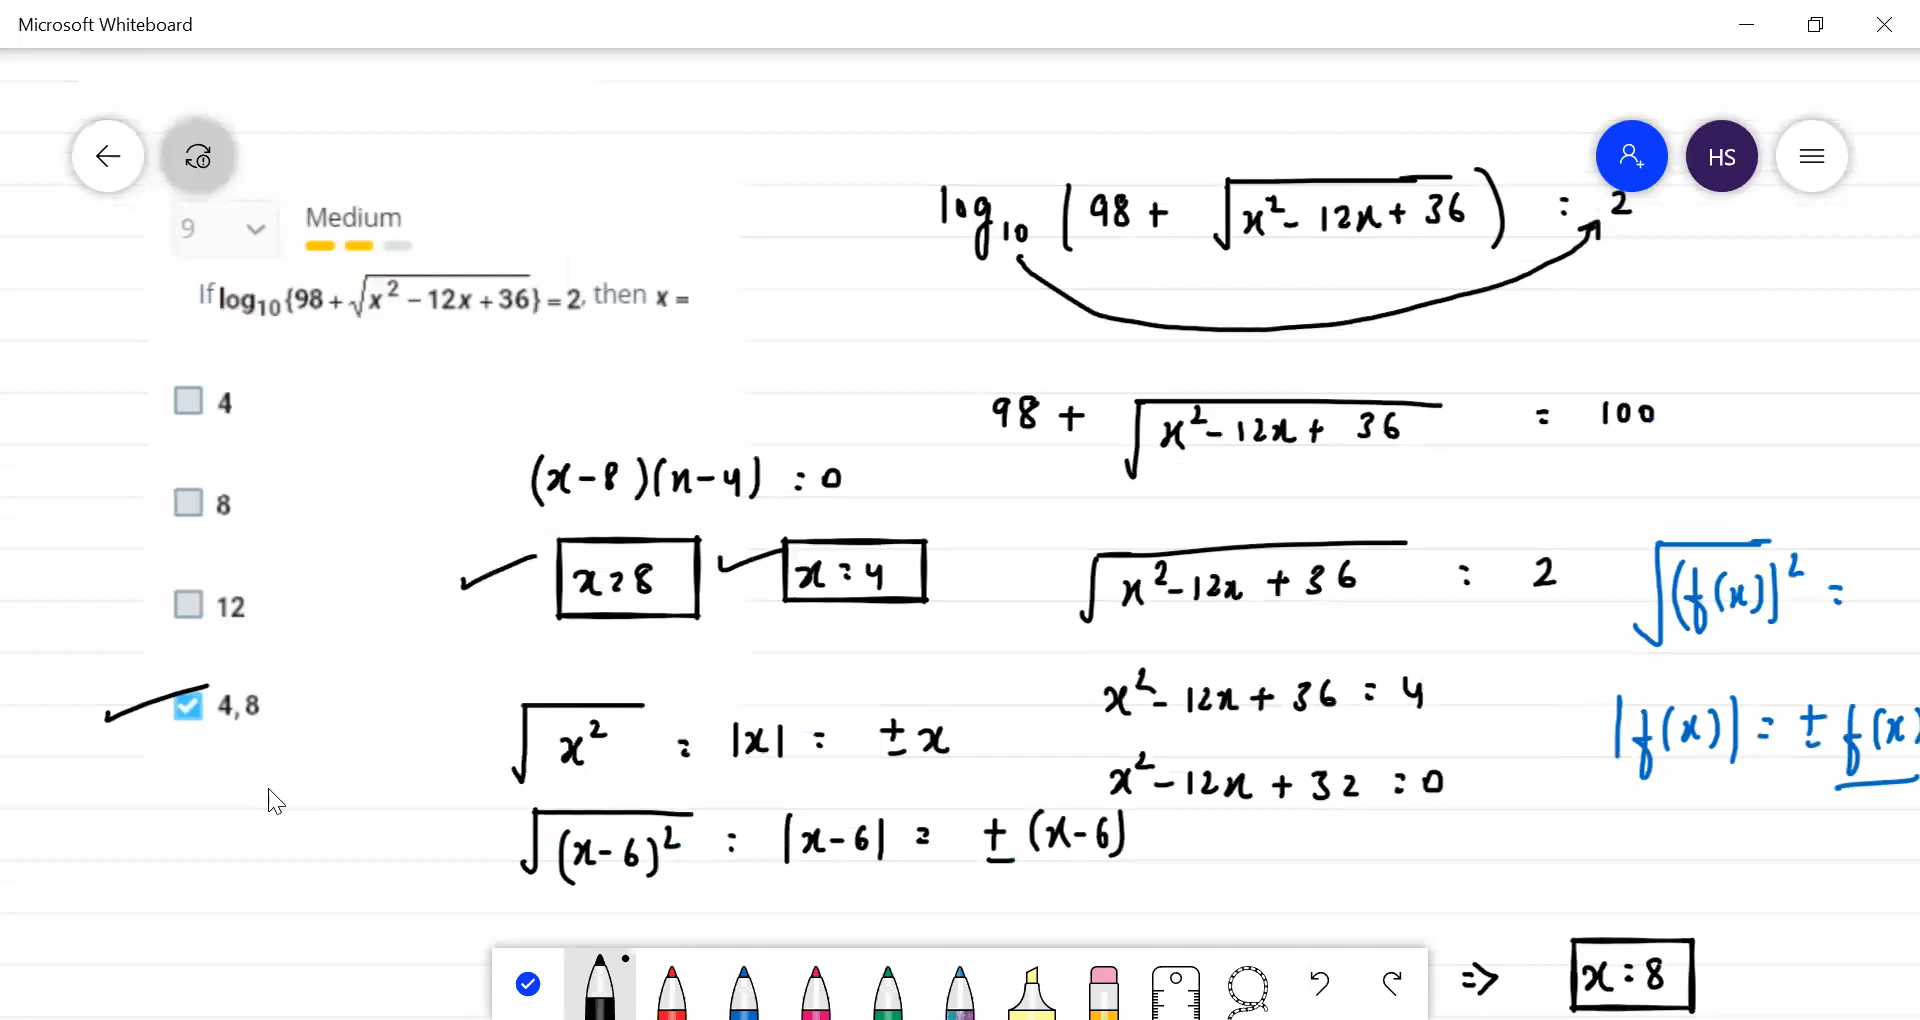 Microsoft Whiteboard
HS
9
Medium
If log₁₀{98 + √x² − 12x + 36} = 2, then x =
4
8
12
4, 8
log₁₀ (98 + √x² − 12x + 36) : 2
98 + √x² − 12x + 36 = 100
(x − 8)(x − 4) : 0
x = 8
x = 4
√x² − 12x + 36 : 2
√(f(x))² =
x² − 12x + 36 = 4
|f(x)| = ± f(x)
√x² = |x| = ± x
x² − 12x + 32 = 0
√(x − 6)² : |x − 6| = ± (x − 6)
=> x = 8